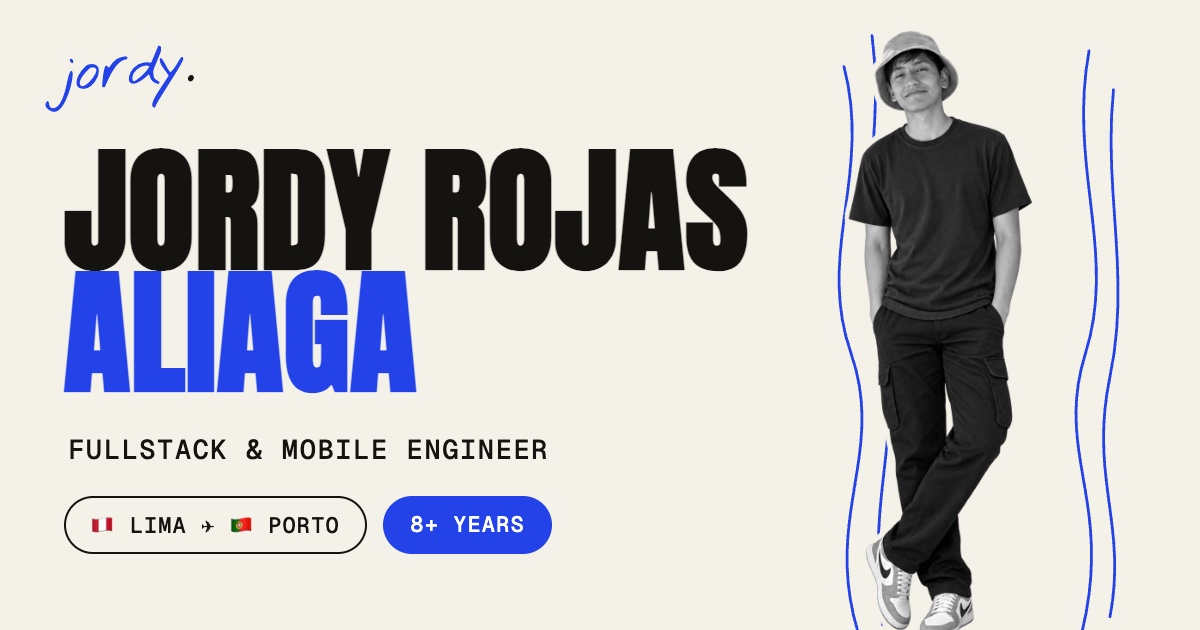 jordy.
JORDY ROJAS
ALIAGA
FULLSTACK & MOBILE ENGINEER
🇵🇪 LIMA ✈ 🇵🇹 PORTO
8+ YEARS